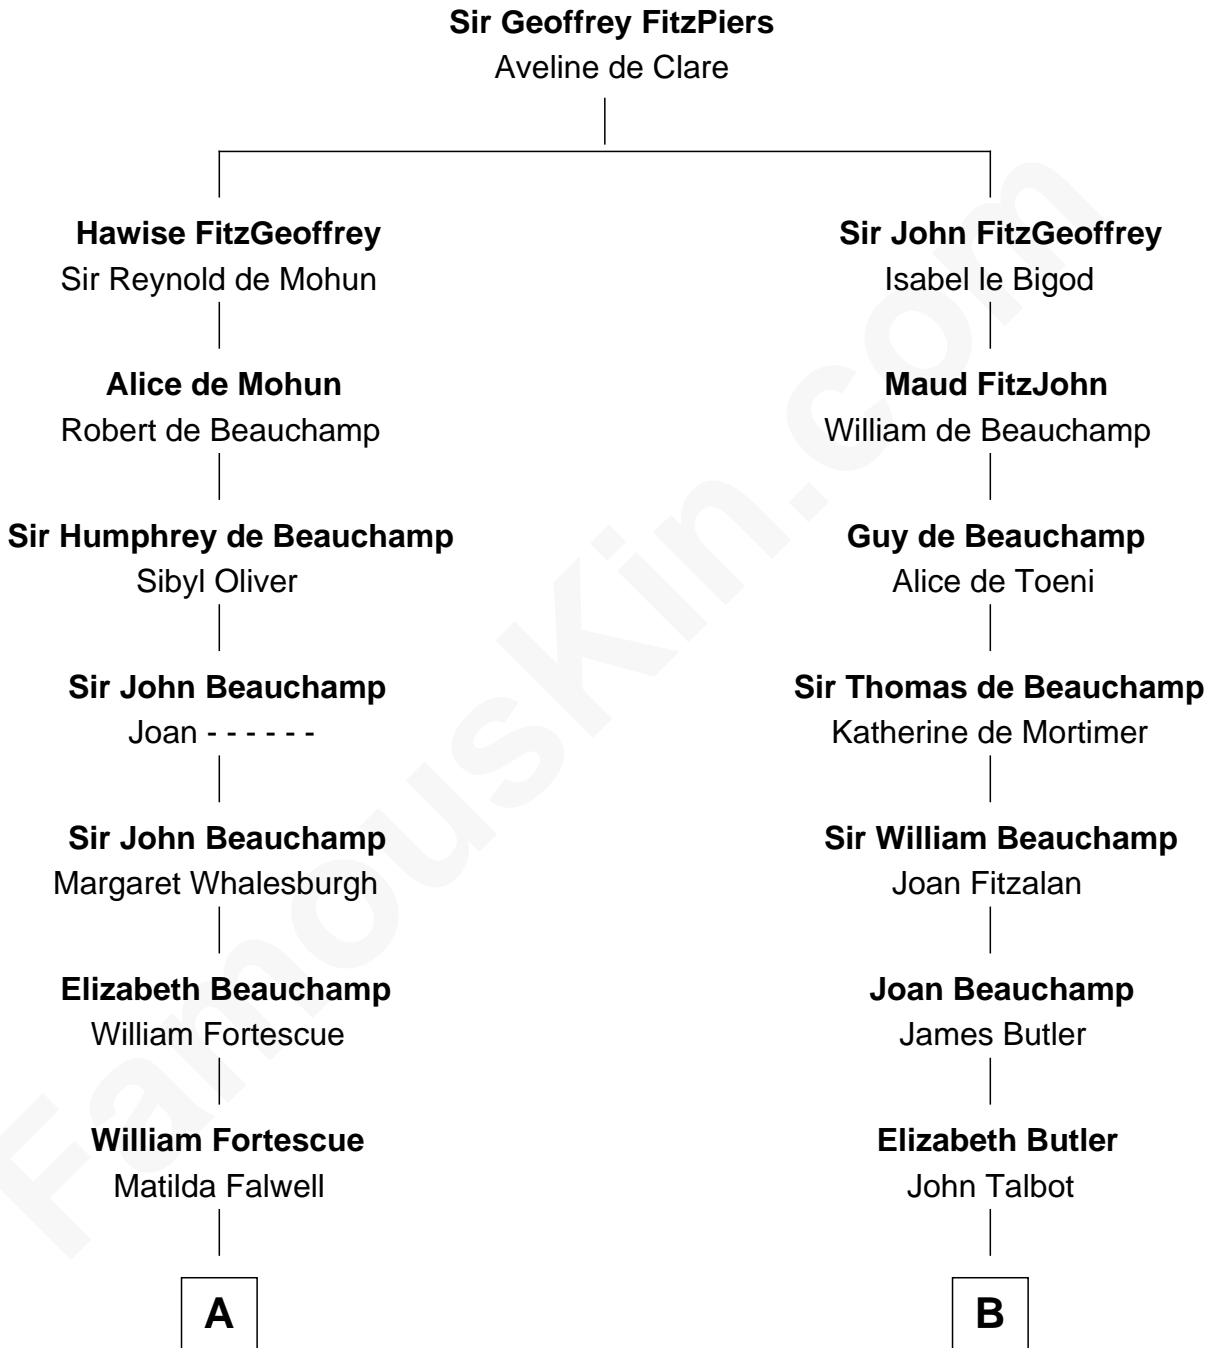 Sir Geoffrey FitzPiers
Aveline de Clare
Hawise FitzGeoffrey
Sir Reynold de Mohun
Alice de Mohun
Robert de Beauchamp
Sir Humphrey de Beauchamp
Sibyl Oliver
Sir John Beauchamp
Joan - - - - - -
Sir John Beauchamp
Margaret Whalesburgh
Elizabeth Beauchamp
William Fortescue
William Fortescue
Matilda Falwell
A
Sir John FitzGeoffrey
Isabel le Bigod
Maud FitzJohn
William de Beauchamp
Guy de Beauchamp
Alice de Toeni
Sir Thomas de Beauchamp
Katherine de Mortimer
Sir William Beauchamp
Joan Fitzalan
Joan Beauchamp
James Butler
Elizabeth Butler
John Talbot
B
FamousKin.com